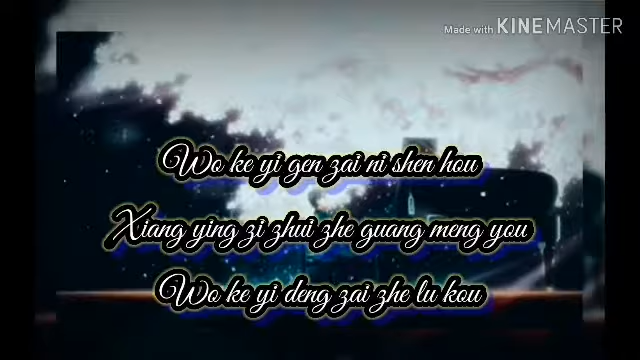 Made with KINEMASTER
Wo ke yi gen zai ni shen hou
Xiang ying zi zhui zhe guang meng you
Wo ke yi deng zai zhe lu kou